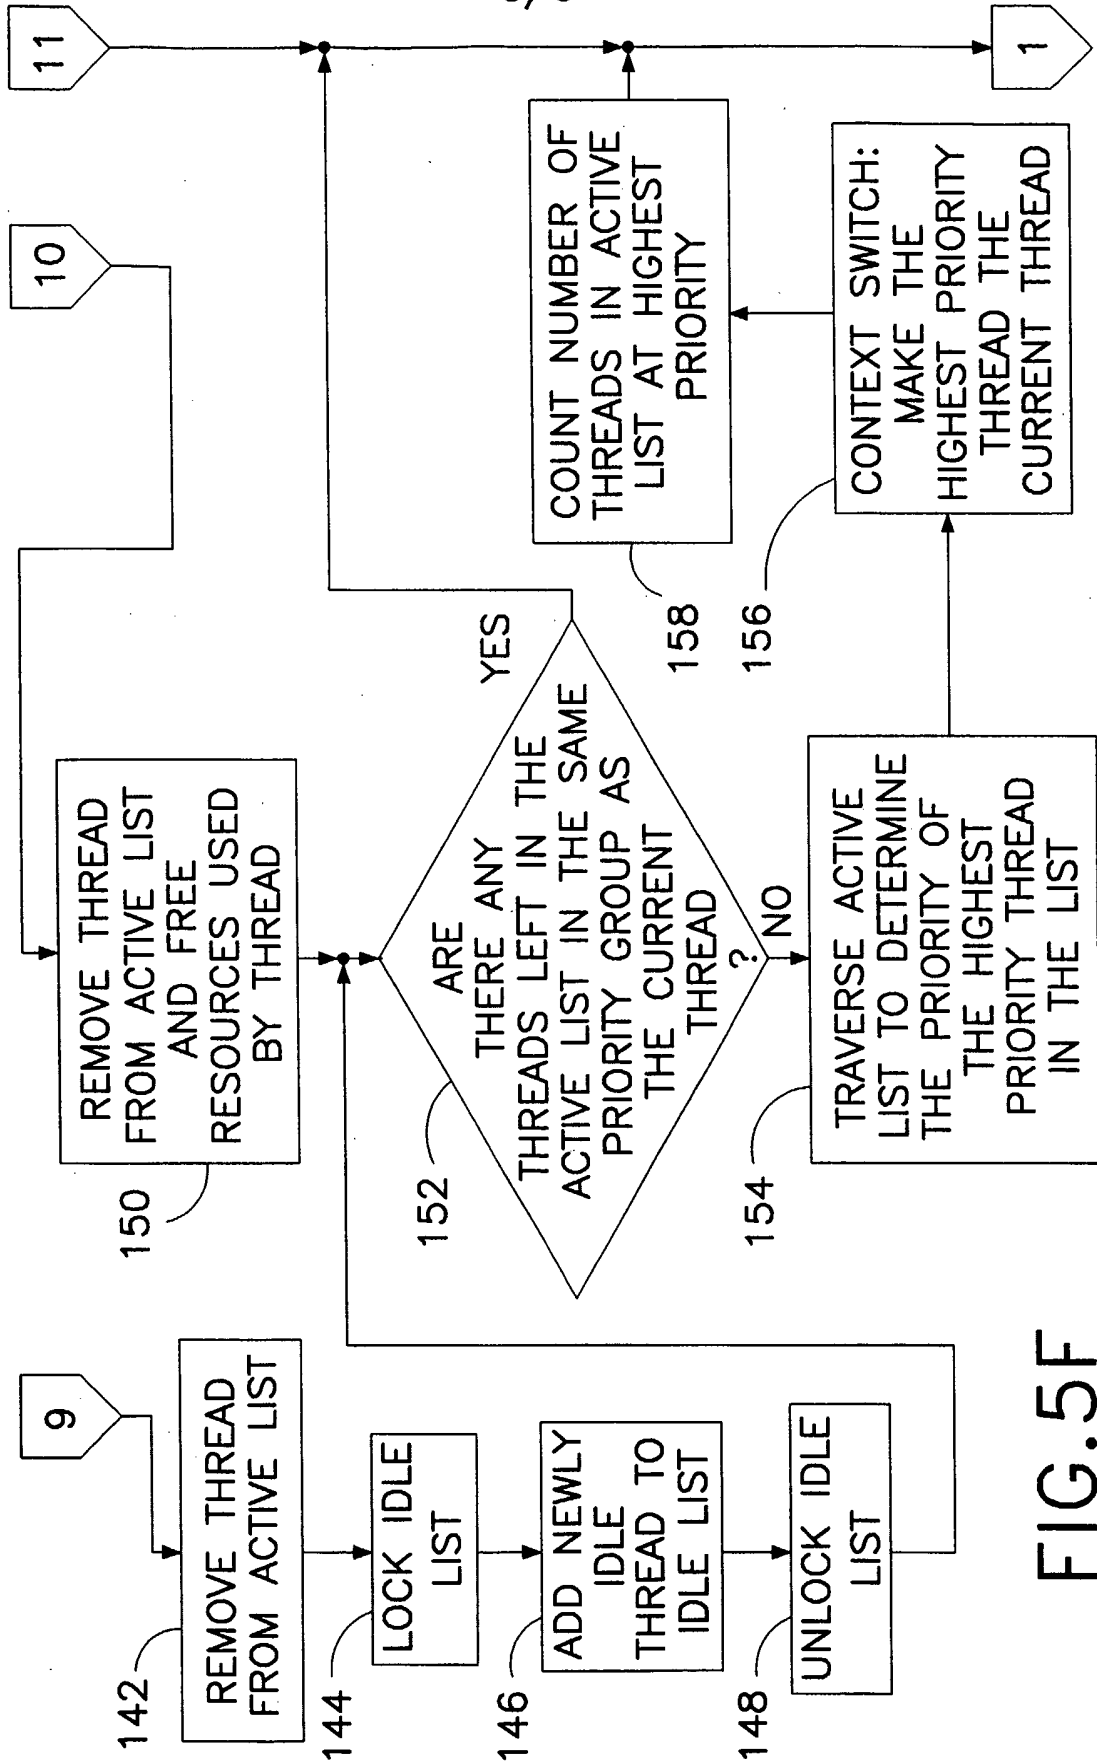 9
142
REMOVE THREAD
FROM ACTIVE LIST
144
LOCK IDLE
LIST
146
ADD NEWLY
IDLE
THREAD TO
IDLE LIST
148
UNLOCK IDLE
LIST
10
150
REMOVE THREAD
FROM ACTIVE LIST
AND FREE
RESOURCES USED
BY THREAD
152
ARE
THERE ANY
THREADS LEFT IN THE
ACTIVE LIST IN THE SAME
PRIORITY GROUP AS
THE CURRENT
THREAD
?
YES
NO
154
TRAVERSE ACTIVE
LIST TO DETERMINE
THE PRIORITY OF
THE HIGHEST
PRIORITY THREAD
IN THE LIST
11
158
COUNT NUMBER OF
THREADS IN ACTIVE
LIST AT HIGHEST
PRIORITY
156
CONTEXT SWITCH:
MAKE THE
HIGHEST PRIORITY
THREAD THE
CURRENT THREAD
1
FIG.5F